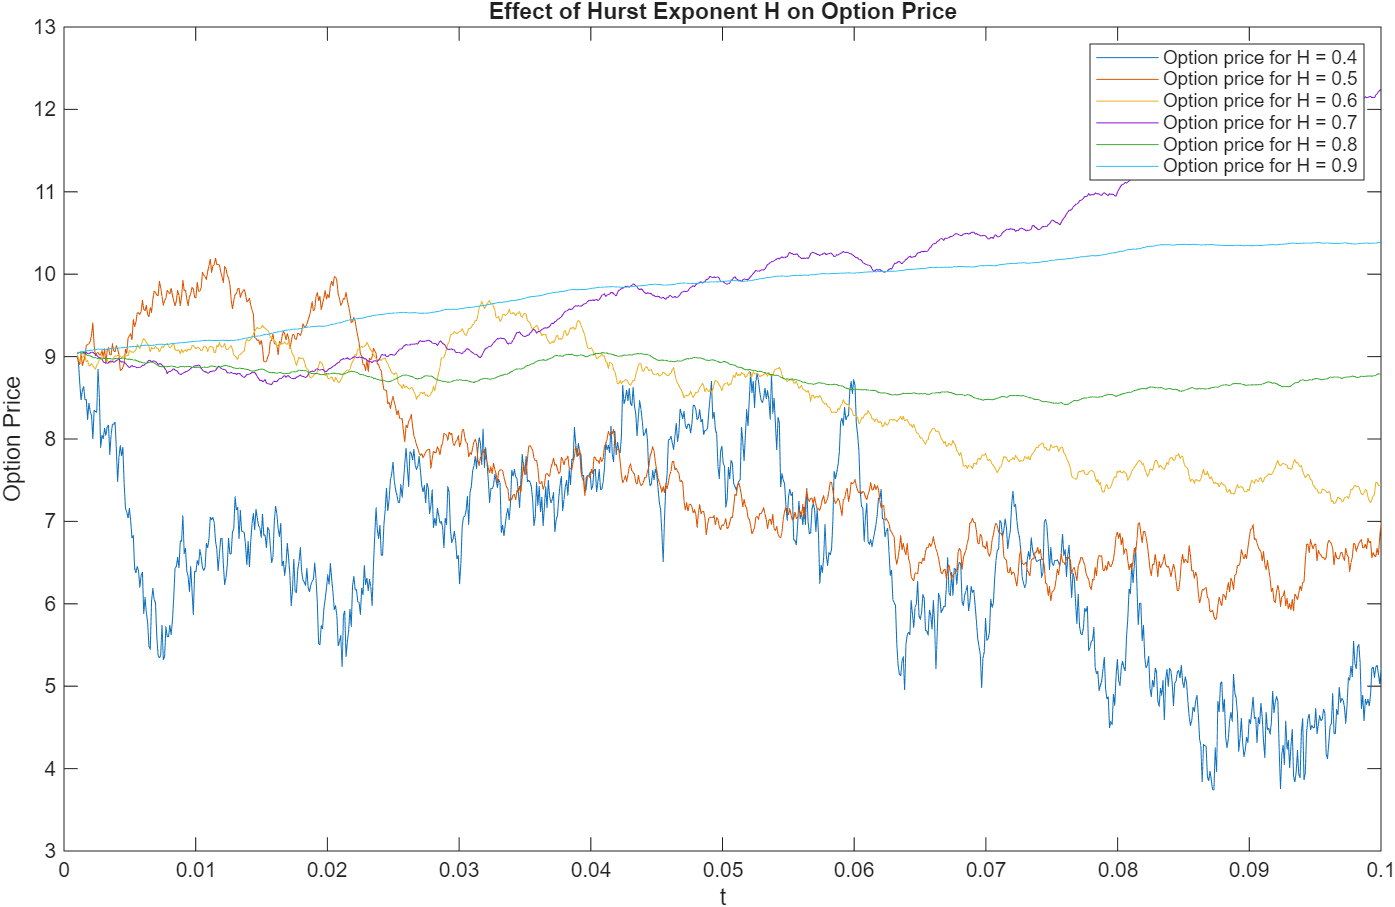 Effect of Hurst Exponent H on Option Price
13
12
11
10
9
8
7
6
5
4
3
Option Price
Option price for H = 0.4
Option price for H = 0.5
Option price for H = 0.6
Option price for H = 0.7
Option price for H = 0.8
Option price for H = 0.9
0 0.01 0.02 0.03 0.04 0.05 0.06 0.07 0.08 0.09 0.1
t